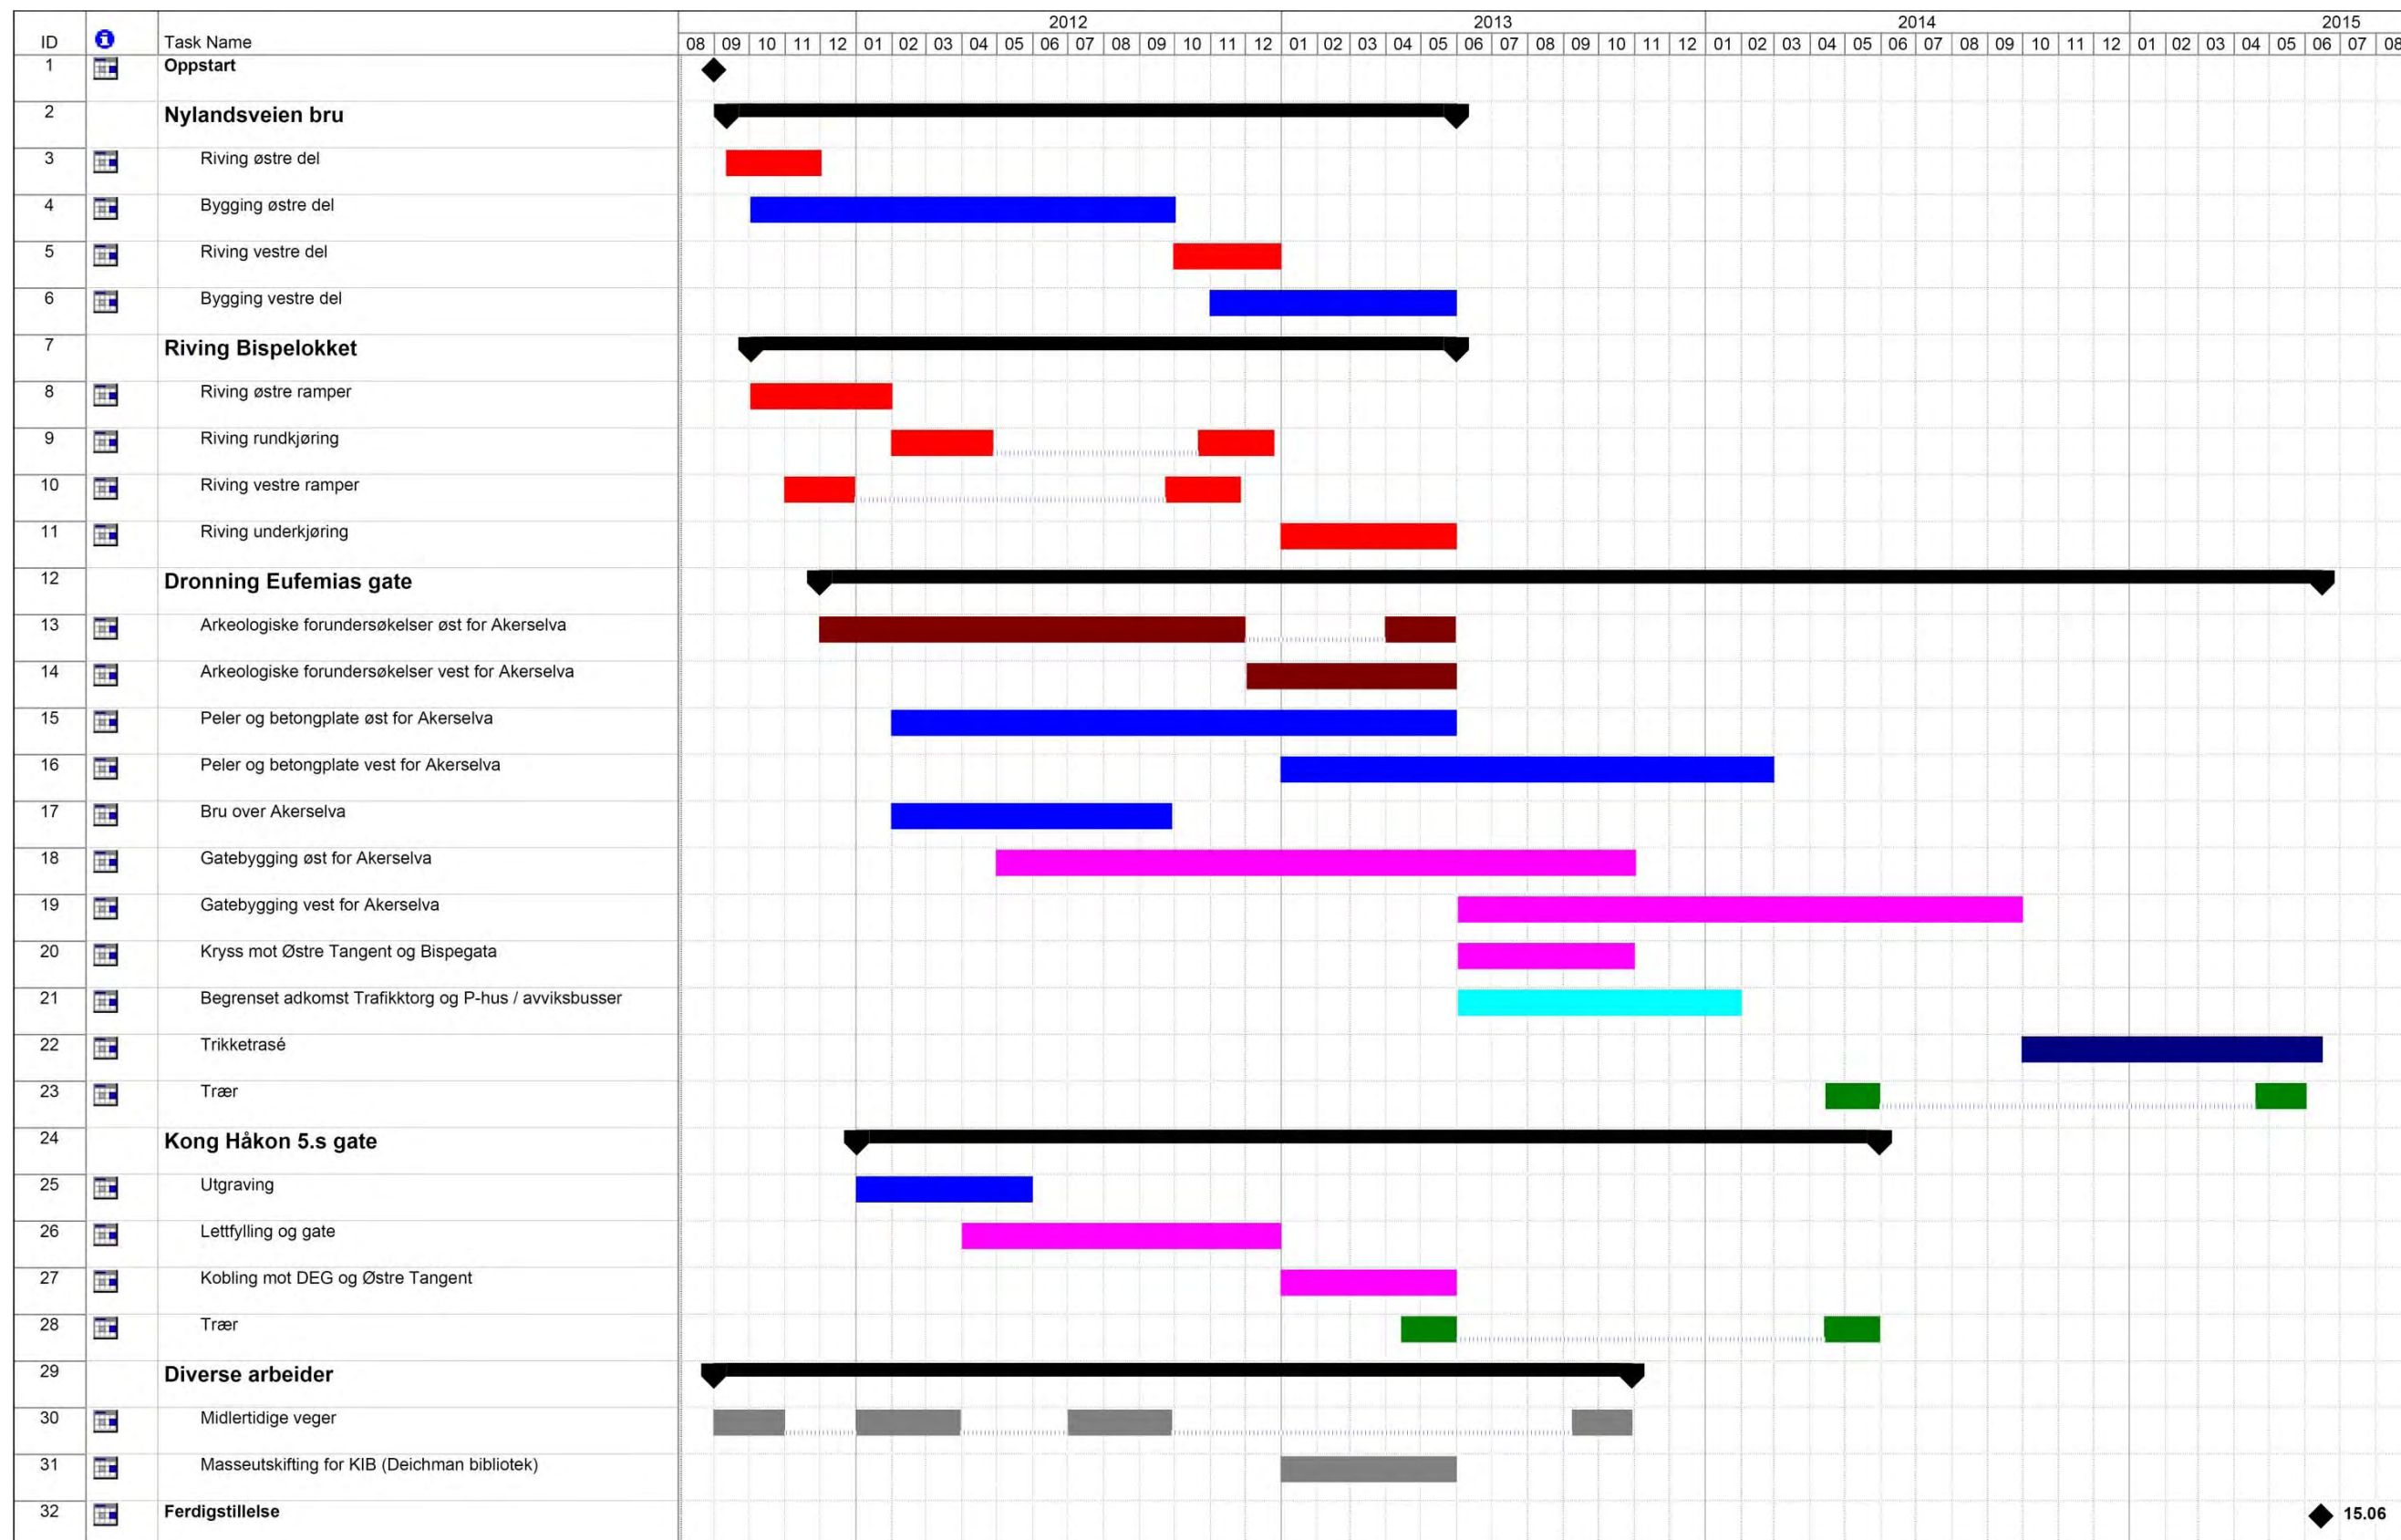 2012 2013 2014 2015
ID i Task Name 08 09 10 11 12 01 02 03 04 05 06 07 08 09 10 11 12 01 02 03 04 05 06 07 08 09 10 11 12 01 02 03 04 05 06 07 08 09 10 11 12 01 02 03 04 05 06 07 08
1 Oppstart
2 Nylandsveien bru
3 Riving østre del
4 Bygging østre del
5 Riving vestre del
6 Bygging vestre del
7 Riving Bispelokket
8 Riving østre ramper
9 Riving rundkjøring
10 Riving vestre ramper
11 Riving underkjøring
12 Dronning Eufemias gate
13 Arkeologiske forundersøkelser øst for Akerselva
14 Arkeologiske forundersøkelser vest for Akerselva
15 Peler og betongplate øst for Akerselva
16 Peler og betongplate vest for Akerselva
17 Bru over Akerselva
18 Gatebygging øst for Akerselva
19 Gatebygging vest for Akerselva
20 Kryss mot Østre Tangent og Bispegata
21 Begrenset adkomst Trafikktorg og P-hus / avviksbusser
22 Trikketrasé
23 Trær
24 Kong Håkon 5.s gate
25 Utgraving
26 Lettfylling og gate
27 Kobling mot DEG og Østre Tangent
28 Trær
29 Diverse arbeider
30 Midlertidige veger
31 Masseutskifting for KIB (Deichman bibliotek)
32 Ferdigstillelse 15.06